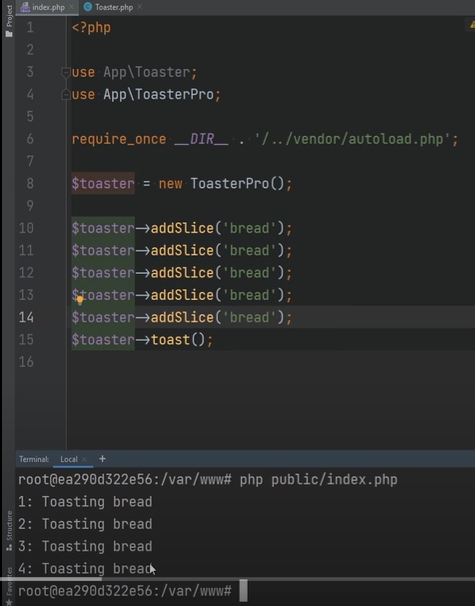 Project
index.php × Toaster.php ×
1 <?php
2
3 use App\Toaster;
4 use App\ToasterPro;
5
6 require_once __DIR__ . '/../vendor/autoload.php';
7
8 $toaster = new ToasterPro();
9
10 $toaster->addSlice('bread');
11 $toaster->addSlice('bread');
12 $toaster->addSlice('bread');
13 $toaster->addSlice('bread');
14 $toaster->addSlice('bread');
15 $toaster->toast();
16
Terminal: Local × +
root@ea290d322e56:/var/www# php public/index.php
1: Toasting bread
2: Toasting bread
3: Toasting bread
4: Toasting bread
root@ea290d322e56:/var/www#
Structure
Favorites